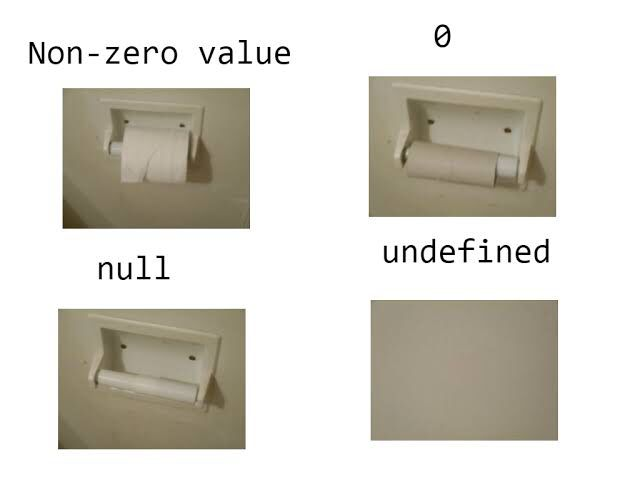 Non-zero value
0
null
undefined